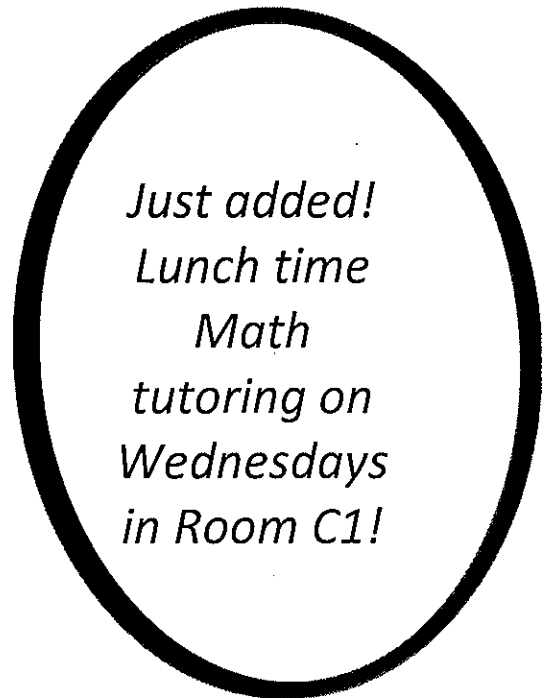 Just added!
Lunch time
Math
tutoring on
Wednesdays
in Room C1!